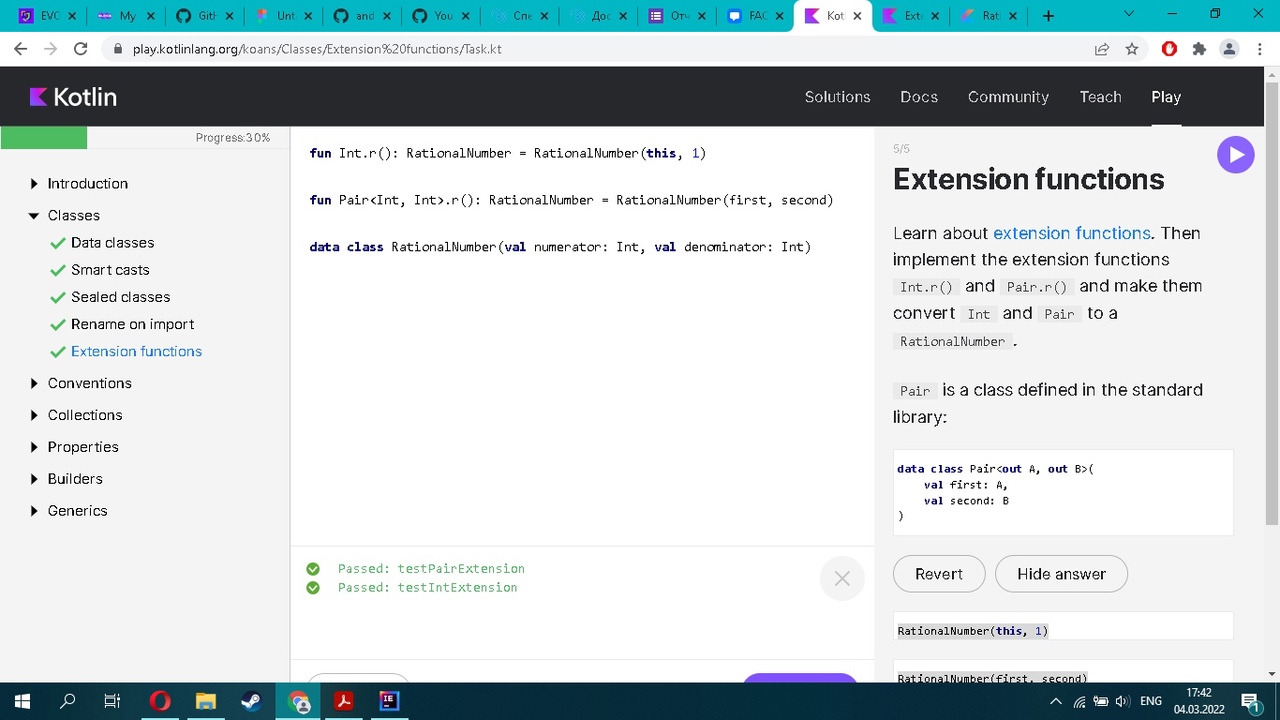 EVC
My
GitH
Unt
and
You
Спе
Дос
Отч
FAC
Kotl
Exte
Rati
play.kotlinlang.org/koans/Classes/Extension%20functions/Task.kt
Kotlin
Solutions
Docs
Community
Teach
Play
Progress:30%
Introduction
Classes
Data classes
Smart casts
Sealed classes
Rename on import
Extension functions
Conventions
Collections
Properties
Builders
Generics
fun Int.r(): RationalNumber = RationalNumber(this, 1)
fun Pair<Int, Int>.r(): RationalNumber = RationalNumber(first, second)
data class RationalNumber(val numerator: Int, val denominator: Int)
Passed: testPairExtension
Passed: testIntExtension
5/5
Extension functions
Learn about extension functions. Then
implement the extension functions
Int.r() and Pair.r() and make them
convert Int and Pair to a
RationalNumber .
Pair is a class defined in the standard
library:
data class Pair<out A, out B>(
val first: A,
val second: B
)
Revert
Hide answer
RationalNumber(this, 1)
RationalNumber(first, second)
ENG
17:42
04.03.2022
1